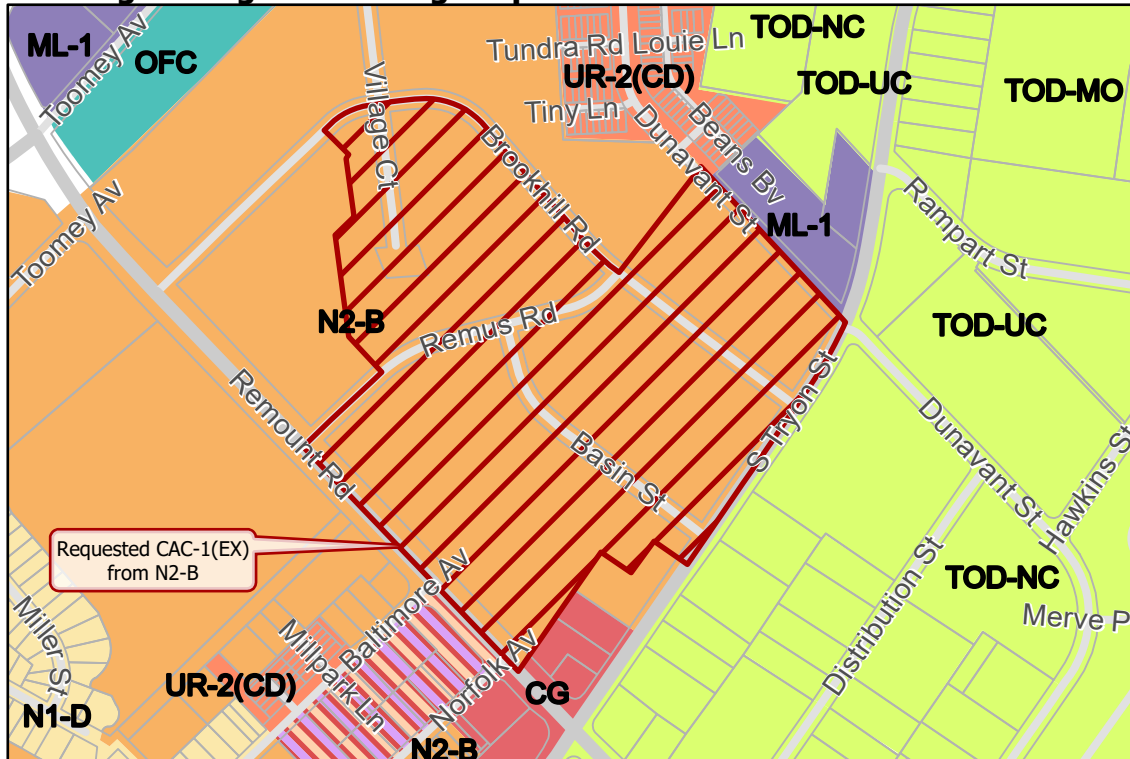 ML-1
Toomey Av
OFC
Village Ct
Tundra Rd
Louie Ln
UR-2(CD)
Tiny Ln
Beans Bv
Dunavant St
TOD-NC
TOD-UC
TOD-MO
Toomey Av
Brookhill Rd
ML-1
Rampart St
N2-B
Remus Rd
TOD-UC
Remount Rd
Basin St
S Tryon St
Dunavant St
Hawkins St
Requested CAC-1(EX)
from N2-B
Distribution St
TOD-NC
Merve P
Miller St
Baltimore Av
Millpark Ln
Norfolk Av
UR-2(CD)
CG
N1-D
N2-B